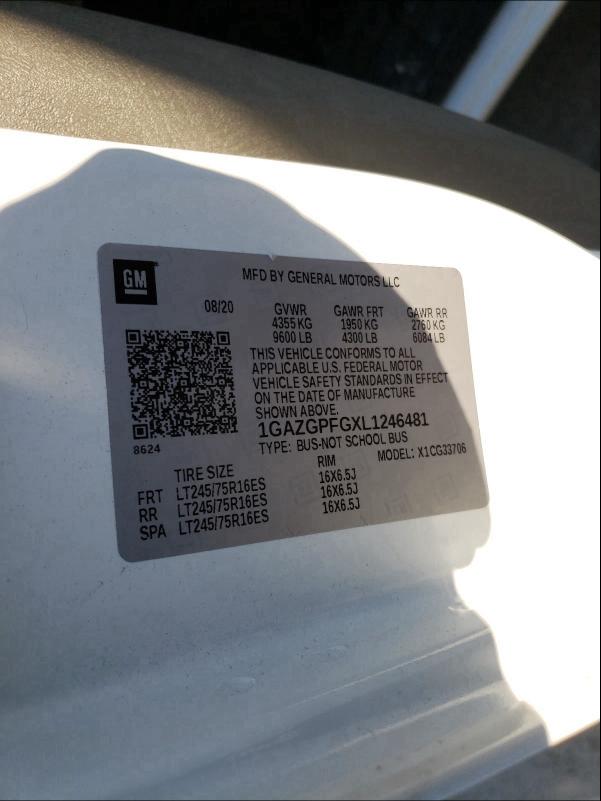 GM
MFD BY GENERAL MOTORS LLC
08/20 GVWR GAWR FRT GAWR RR
4355 KG 1950 KG 2760 KG
9600 LB 4300 LB 6084 LB
THIS VEHICLE CONFORMS TO ALL
APPLICABLE U.S. FEDERAL MOTOR
VEHICLE SAFETY STANDARDS IN EFFECT
ON THE DATE OF MANUFACTURE
SHOWN ABOVE.
1GAZGPFGXL1246481
8624
TYPE: BUS-NOT SCHOOL BUS
MODEL: X1CG33706
TIRE SIZE RIM
FRT LT245/75R16ES 16X6.5J
RR LT245/75R16ES 16X6.5J
SPA LT245/75R16ES 16X6.5J